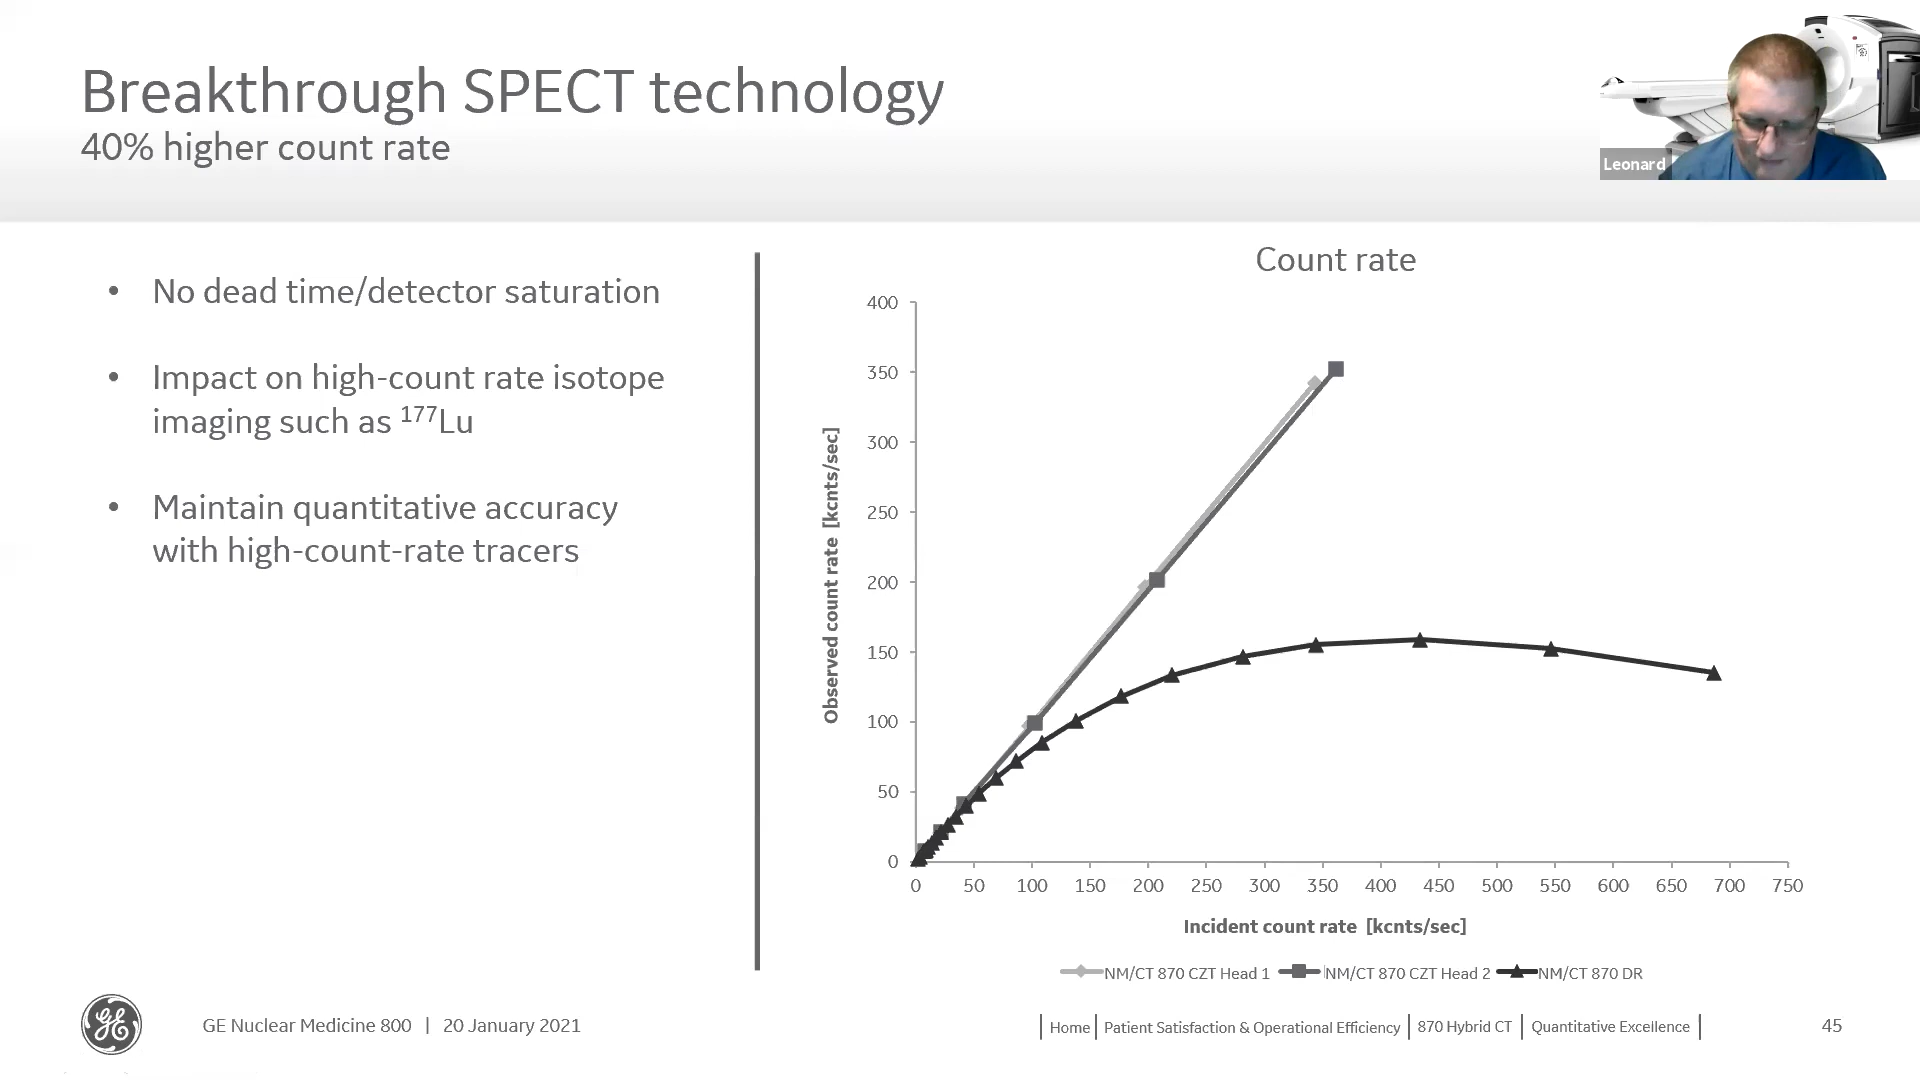 Breakthrough SPECT technology
40% higher count rate
Leonard
• No dead time/detector saturation
• Impact on high-count rate isotope
imaging such as ¹⁷⁷Lu
• Maintain quantitative accuracy
with high-count-rate tracers
Count rate
400
350
300
250
200
150
100
50
0
Observed count rate [kcnts/sec]
0 50 100 150 200 250 300 350 400 450 500 550 600 650 700 750
Incident count rate [kcnts/sec]
NM/CT 870 CZT Head 1 NM/CT 870 CZT Head 2 NM/CT 870 DR
GE
GE Nuclear Medicine 800 | 20 January 2021
| Home | Patient Satisfaction & Operational Efficiency | 870 Hybrid CT | Quantitative Excellence |
45